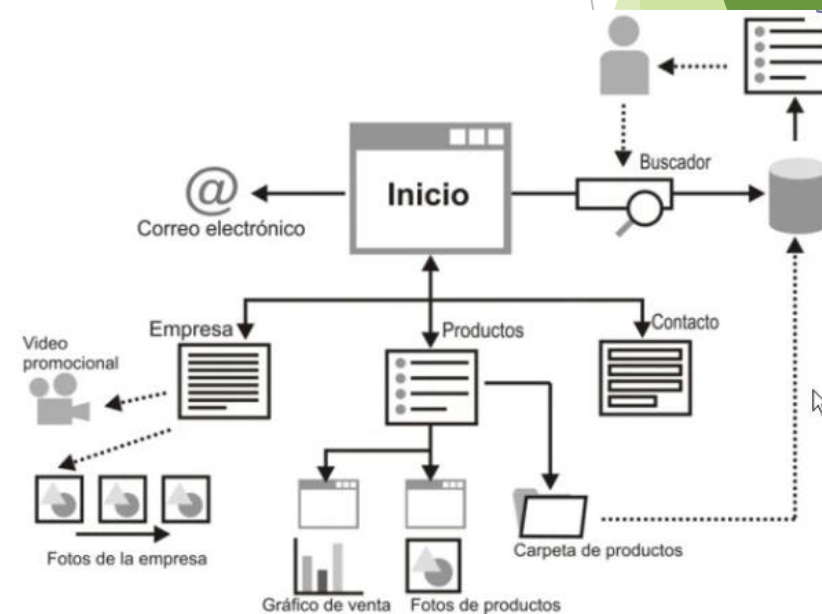 Buscador
Inicio
@
Correo electrónico
Empresa
Productos
Contacto
Video
promocional
Fotos de la empresa
Carpeta de productos
Gráfico de venta
Fotos de productos